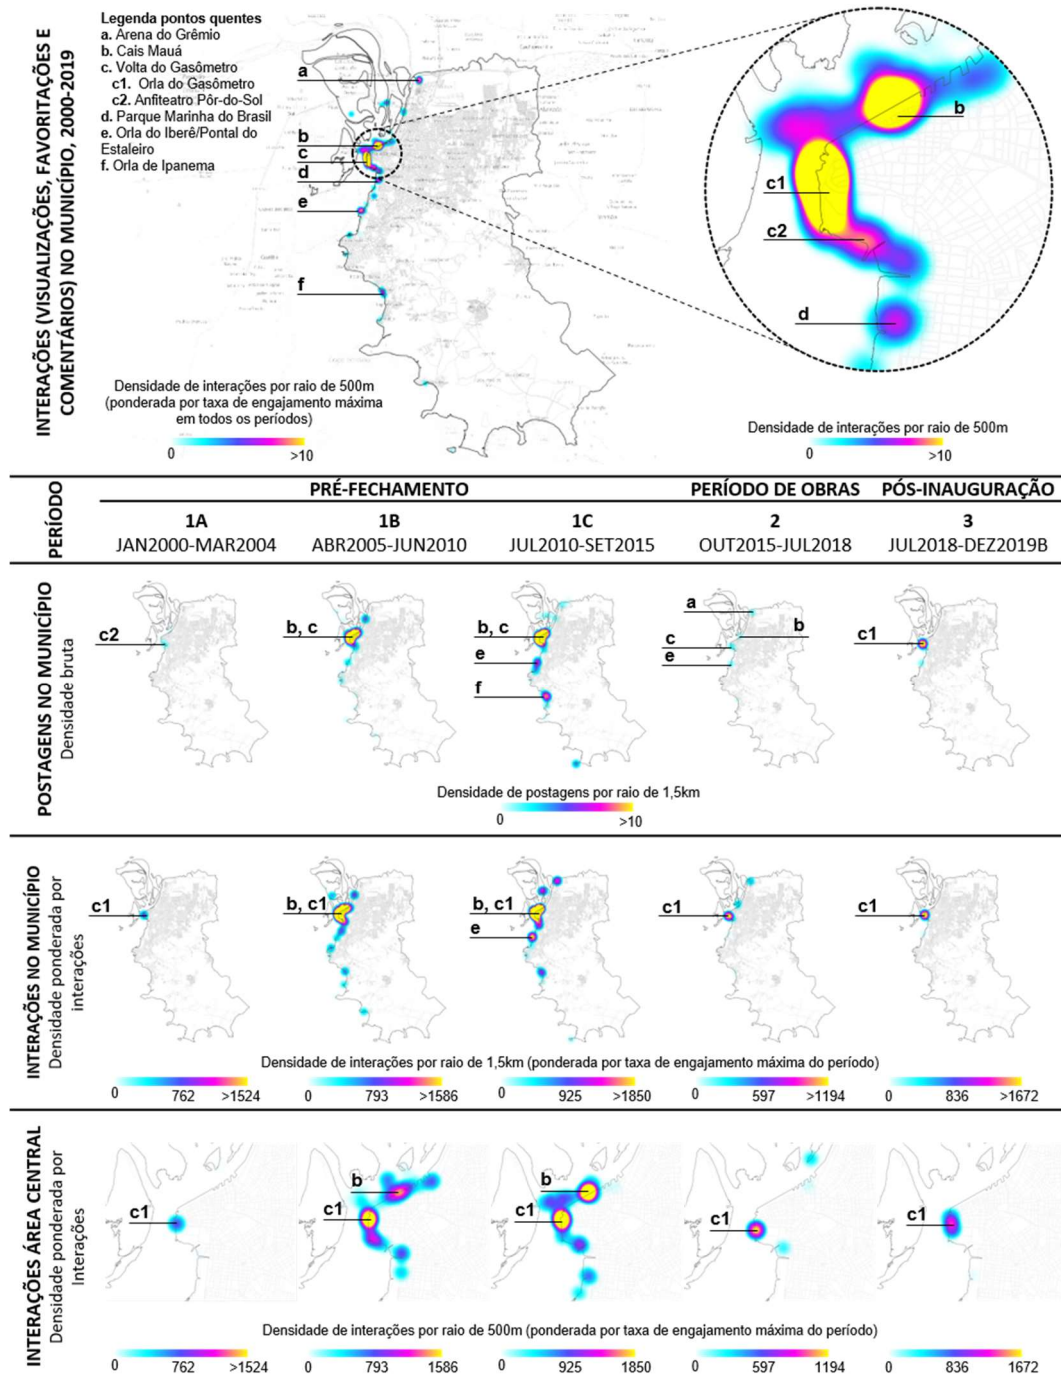 INTERAÇÕES (VISUALIZAÇÕES, FAVORITAÇÕES E
COMENTÁRIOS) NO MUNICÍPIO, 2000-2019
Legenda pontos quentes
a. Arena do Grêmio
b. Cais Mauá
c. Volta do Gasômetro
c1. Orla do Gasômetro
c2. Anfiteatro Pôr-do-Sol
d. Parque Marinha do Brasil
e. Orla do Iberê/Pontal do
Estaleiro
f. Orla de Ipanema
a
b
c
d
e
f
b
c1
c2
d
Densidade de interações por raio de 500m
(ponderada por taxa de engajamento máxima
em todos os períodos)
0 >10
Densidade de interações por raio de 500m
0 >10
PERÍODO
PRÉ-FECHAMENTO PERÍODO DE OBRAS PÓS-INAUGURAÇÃO
1A 1B 1C 2 3
JAN2000-MAR2004 ABR2005-JUN2010 JUL2010-SET2015 OUT2015-JUL2018 JUL2018-DEZ2019B
POSTAGENS NO MUNICÍPIO
Densidade bruta
c2
b, c
b, c
e
f
a
b
c
e
c1
Densidade de postagens por raio de 1,5km
0 >10
INTERAÇÕES NO MUNICÍPIO
Densidade ponderada por
interações
c1
b, c1
b, c1
e
c1
c1
Densidade de interações por raio de 1,5km (ponderada por taxa de engajamento máxima do período)
0 762 >1524 0 793 >1586 0 925 >1850 0 597 >1194 0 836 >1672
INTERAÇÕES ÁREA CENTRAL
Densidade ponderada por
Interações
c1
b
c1
b
c1
c1
c1
Densidade de interações por raio de 500m (ponderada por taxa de engajamento máxima do período)
0 762 >1524 0 793 1586 0 925 1850 0 597 1194 0 836 1672